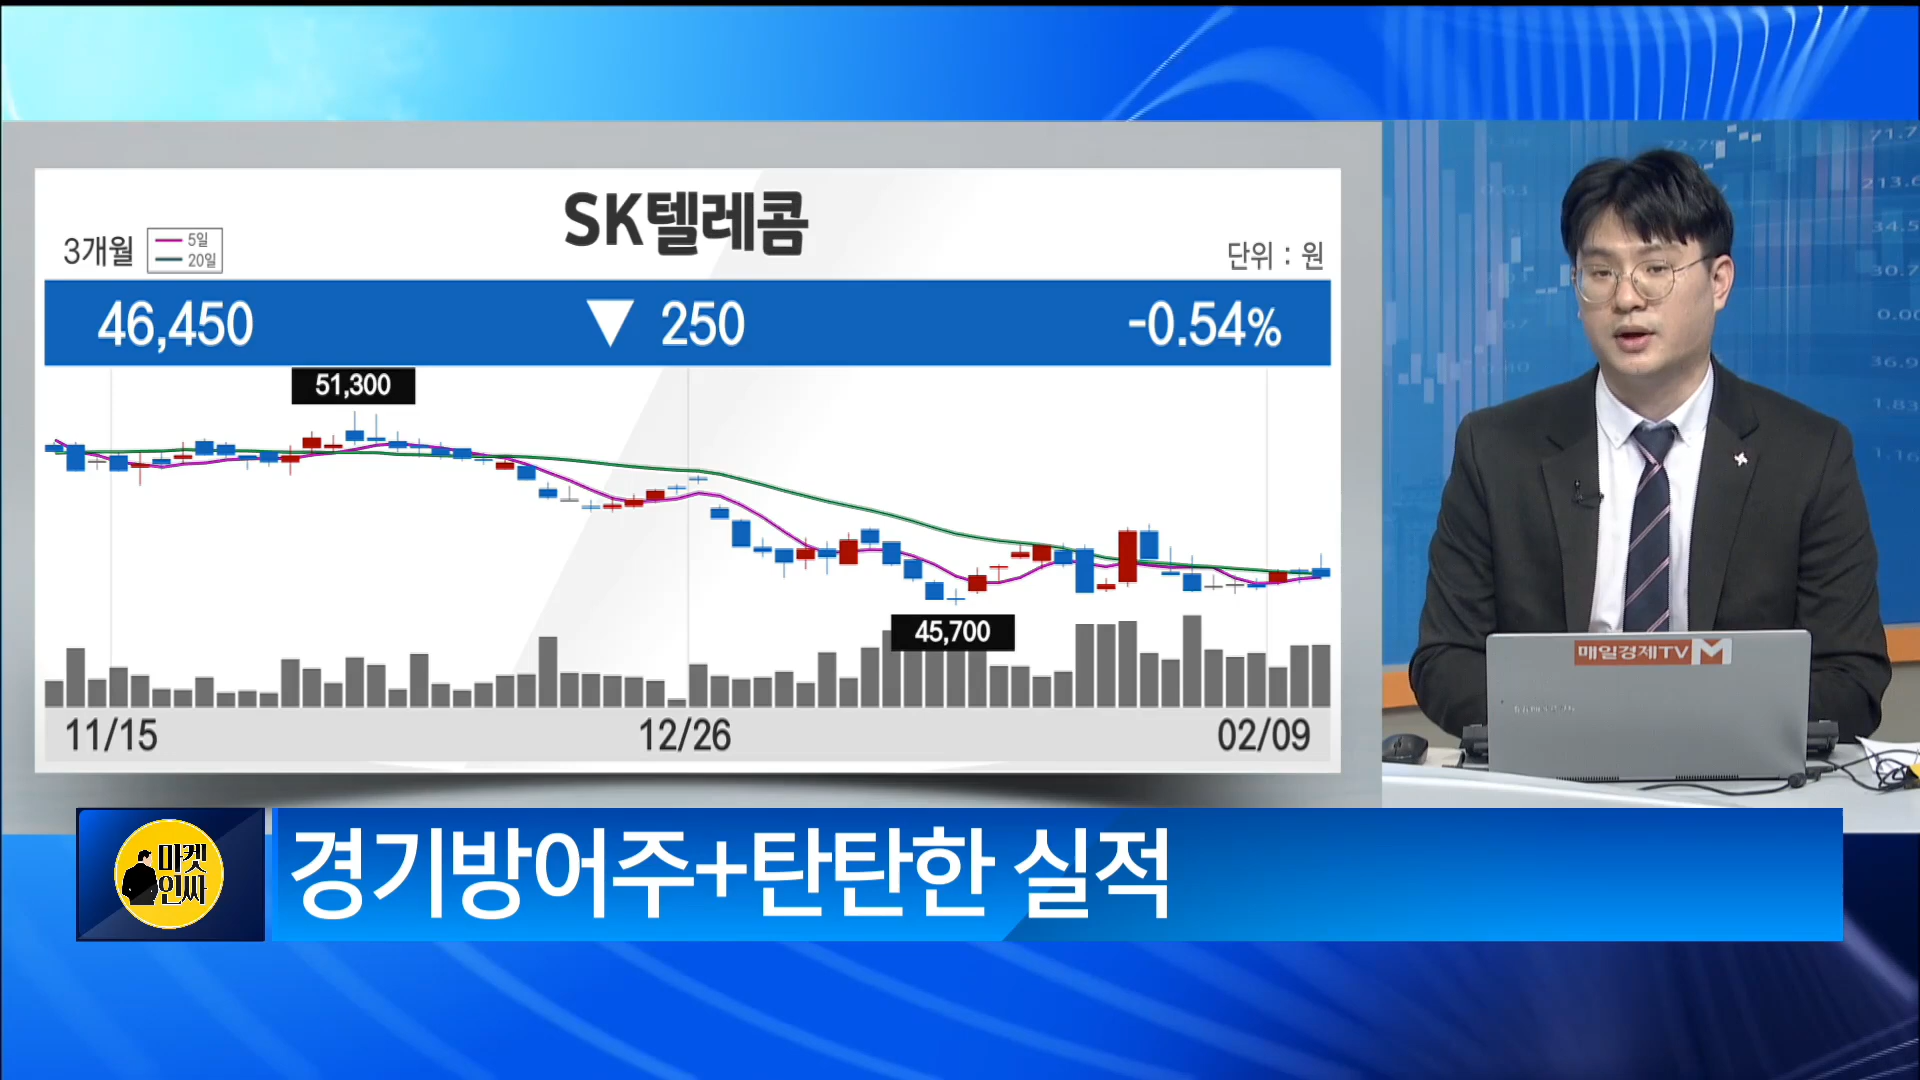 SK텔레콤
3개월
5일
20일
단위 : 원
46,450 ▼ 250 -0.54%
51,300
45,700
11/15 12/26 02/09
매일경제TV M
마켓
인싸
경기방어주+탄탄한 실적